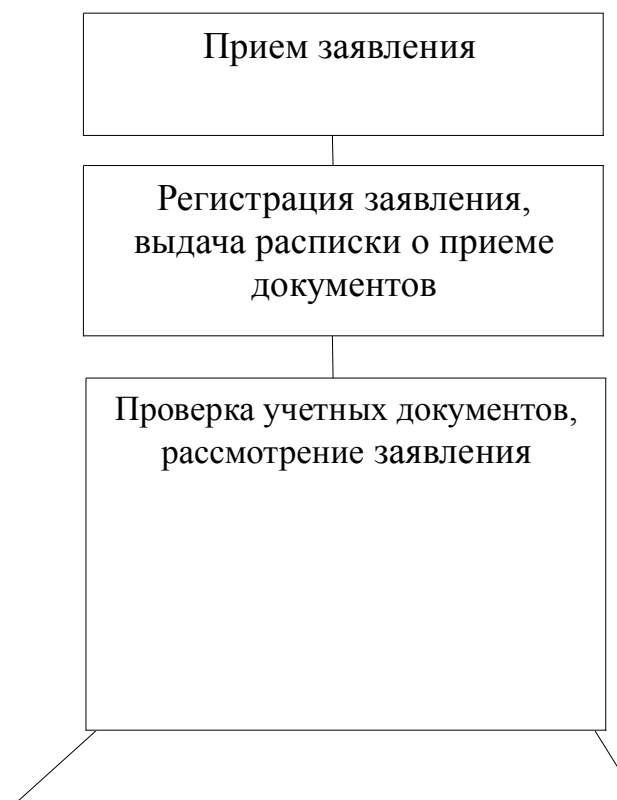 Прием заявления
Регистрация заявления,
выдача расписки о приеме
документов
Проверка учетных документов,
рассмотрение заявления